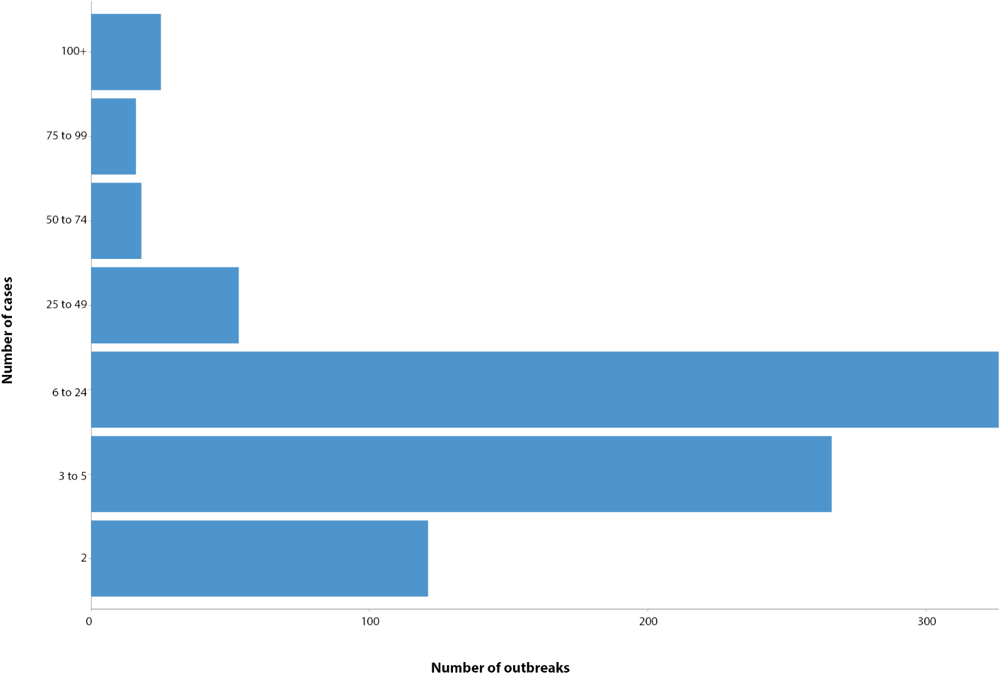 100+
75 to 99
50 to 74
25 to 49
6 to 24
3 to 5
2
Number of cases
0
100
200
300
Number of outbreaks